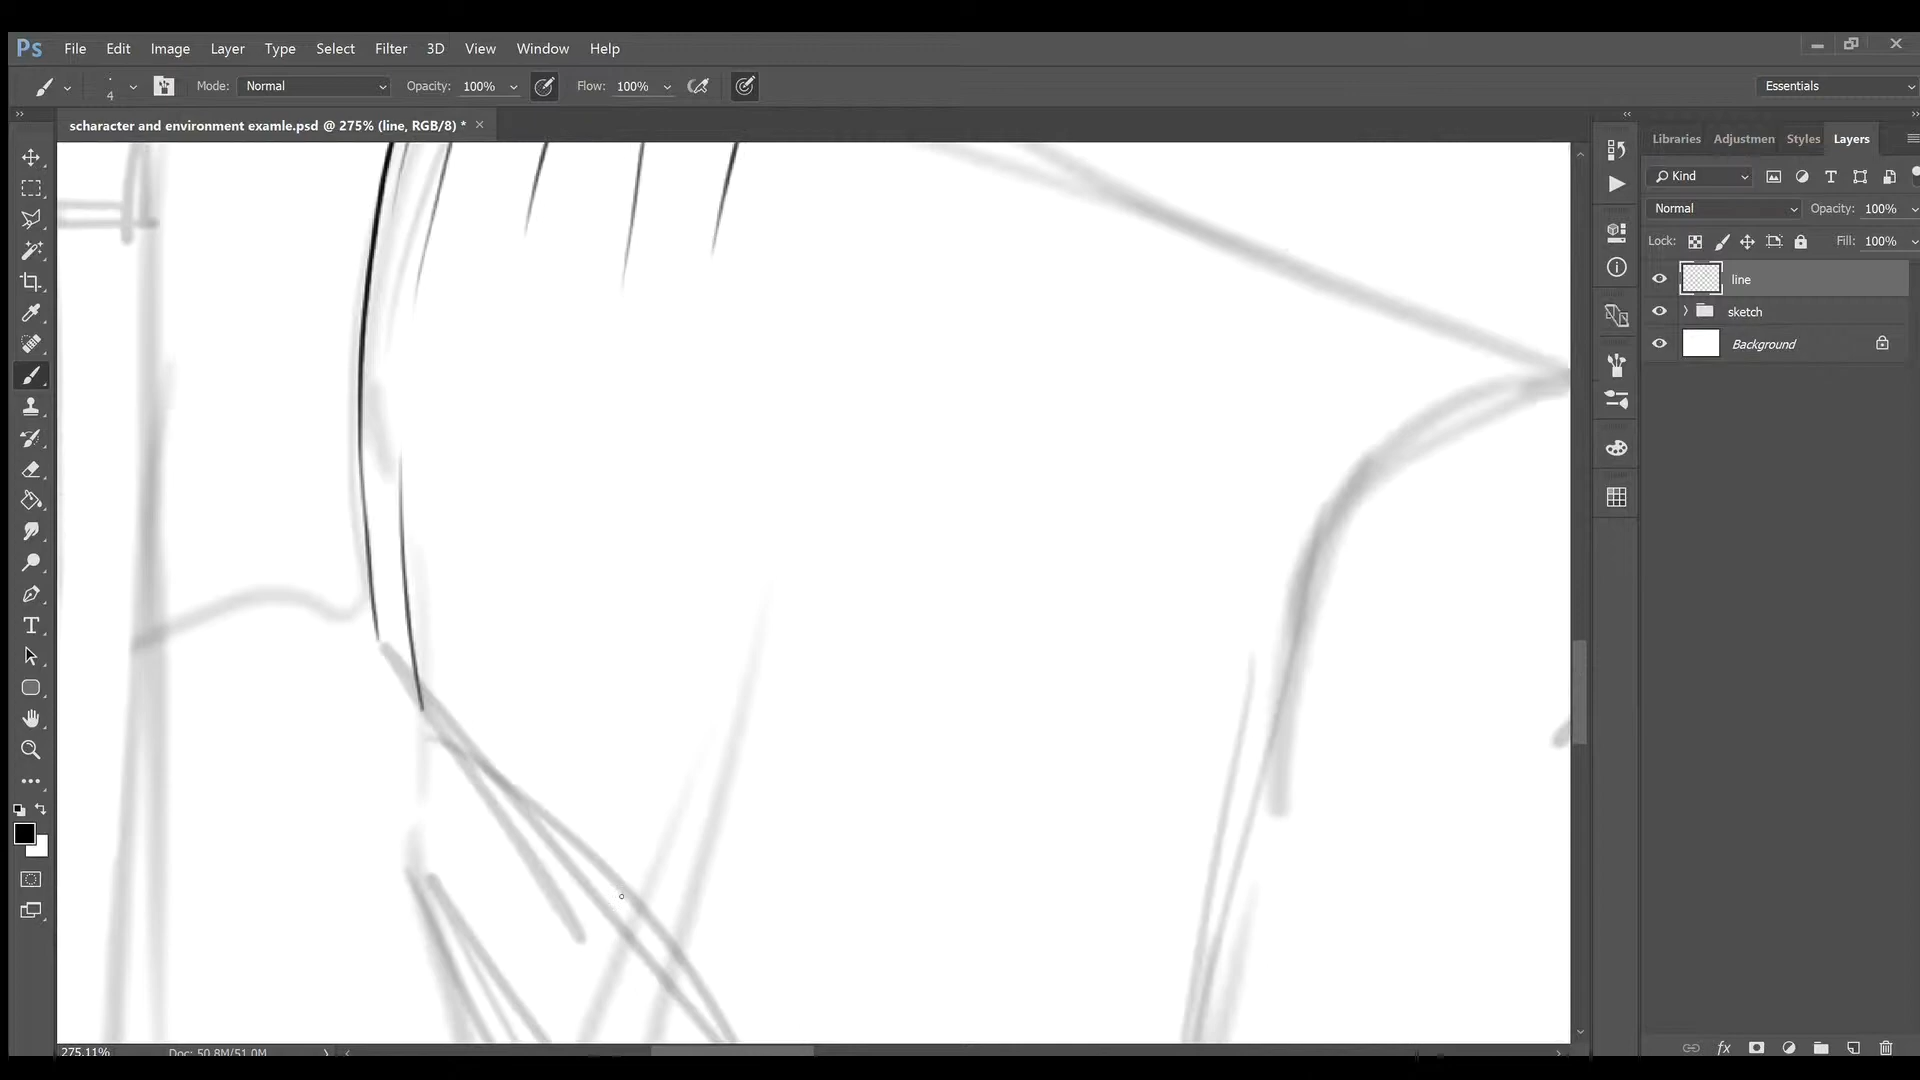 Ps File Edit Image Layer Type Select Filter 3D View Window Help
4 Mode: Normal Opacity: 100% Flow: 100% Essentials
scharacter and environment examle.psd @ 275% (line, RGB/8) *
Libraries Adjustmen Styles Layers
Kind
Normal Opacity: 100%
Lock: Fill: 100%
line
sketch
Background
275.11% Doc: 50.8M/51.0M
fx